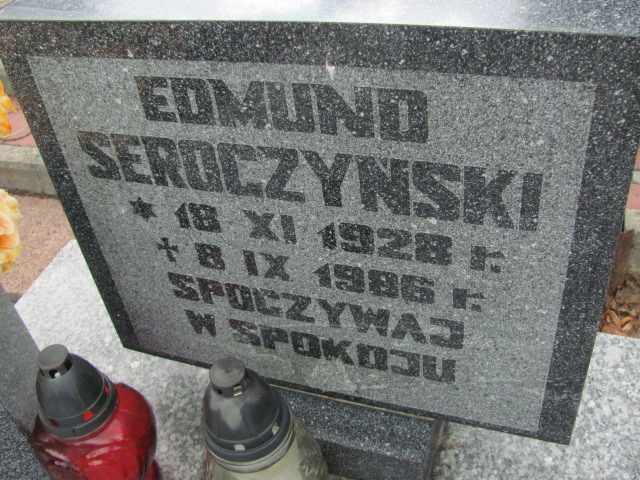 EDMUND
SEROCZYŃSKI
* 18 XI 1928 r.
✝ 8 IX 1986 r.
SPOCZYWAJ
W SPOKOJU